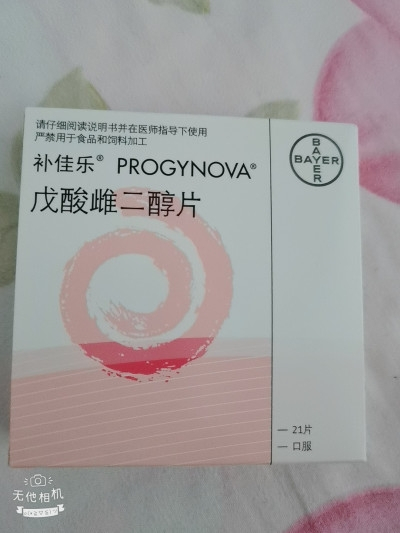 请仔细阅读说明书并在医师指导下使用
严禁用于食品和饲料加工
补佳乐® PROGYNOVA®
BAYER
BAYER
戊酸雌二醇片
— 21片
— 口服
无他相机